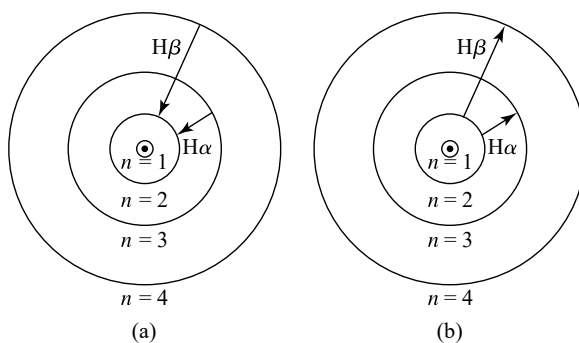 Hβ
Hα
n = 1
n = 2
n = 3
n = 4
(a)
Hβ
Hα
n = 1
n = 2
n = 3
n = 4
(b)